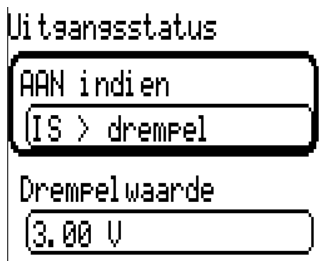 Uitgangsstatus
AAN indien
IS > drempel
Drempelwaarde
3.00 V